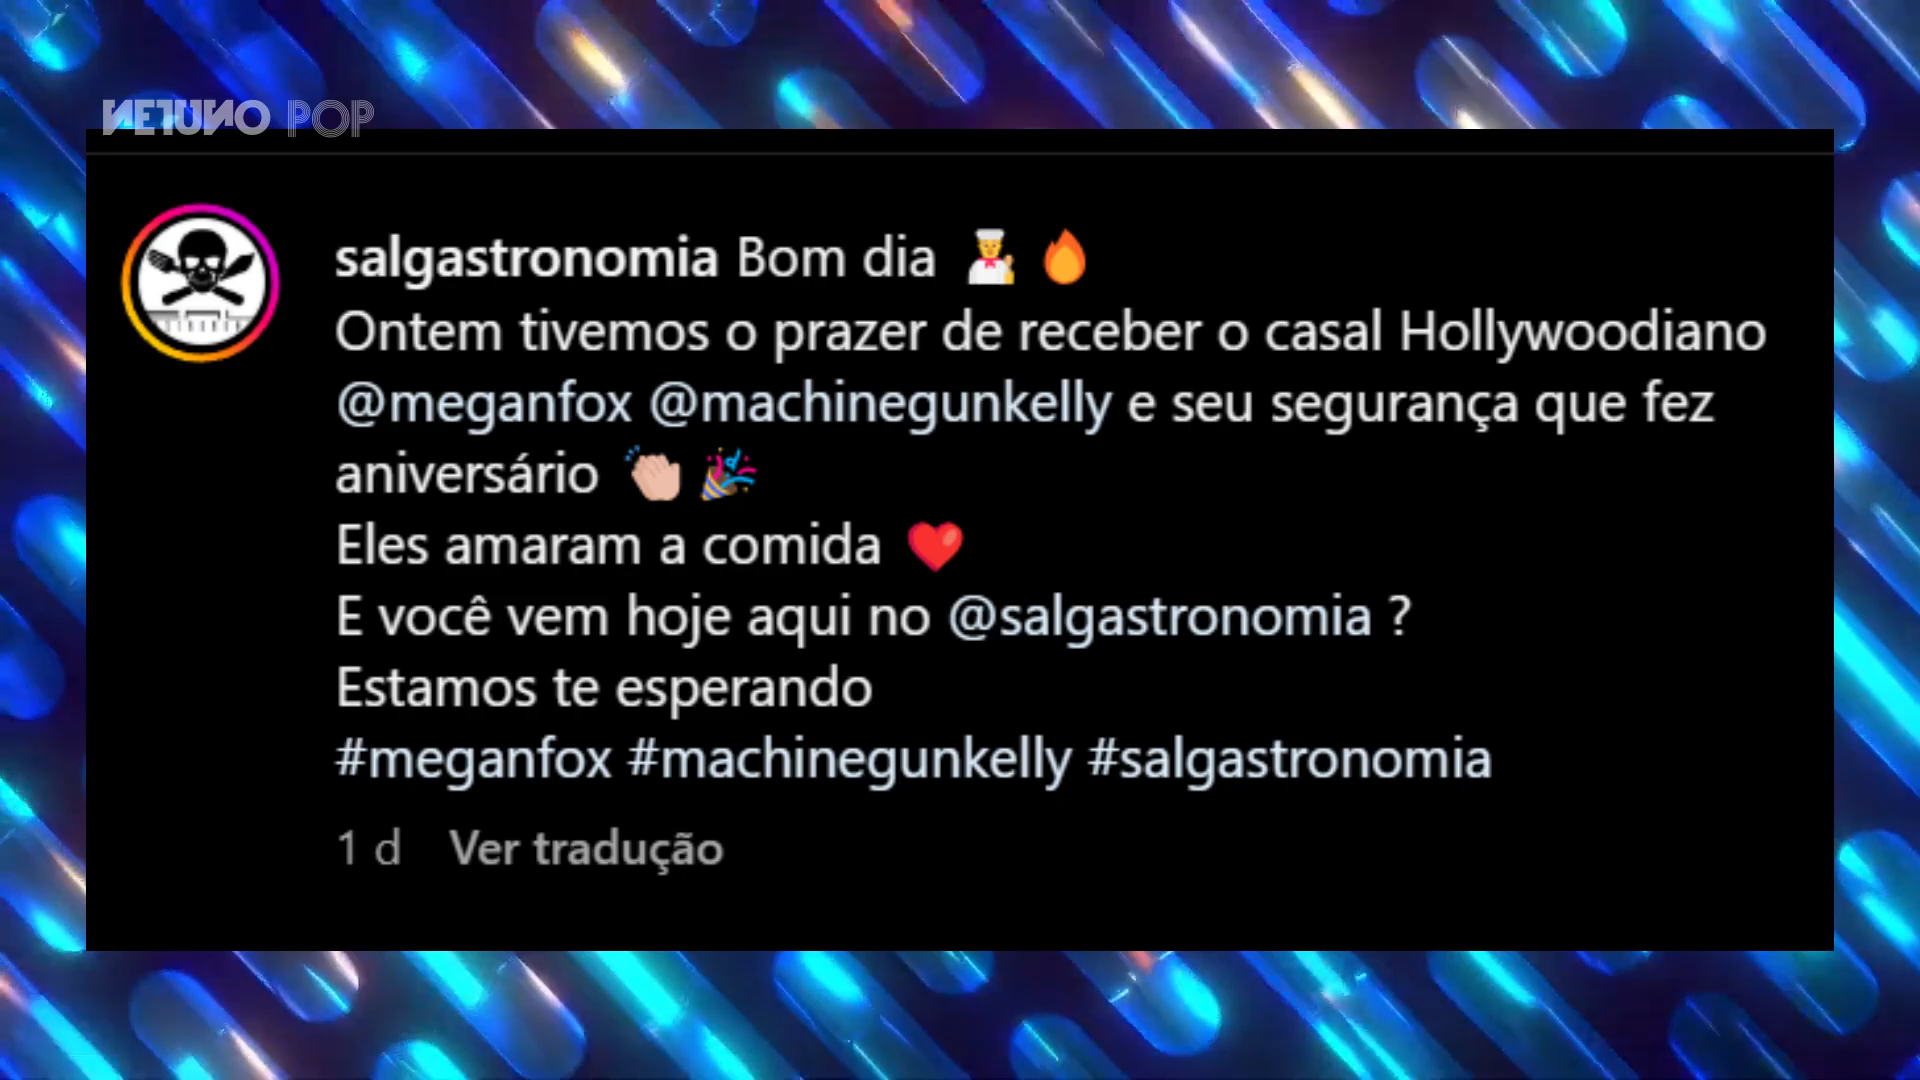 NETUNO POP
salgastronomia Bom dia 👨‍🍳 🔥
Ontem tivemos o prazer de receber o casal Hollywoodiano
@meganfox @machinegunkelly e seu segurança que fez
aniversário 👏🏻 🎉
Eles amaram a comida ❤️
E você vem hoje aqui no @salgastronomia ?
Estamos te esperando
#meganfox #machinegunkelly #salgastronomia
1 d Ver tradução